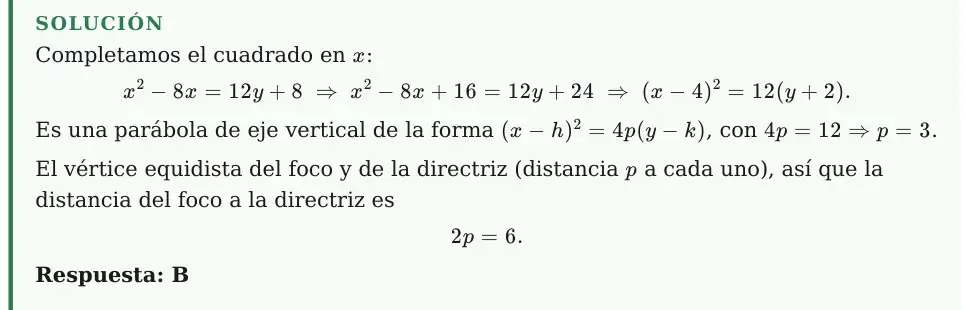 SOLUCIÓN
Completamos el cuadrado en x:
x² − 8x = 12y + 8 ⇒ x² − 8x + 16 = 12y + 24 ⇒ (x − 4)² = 12(y + 2).
Es una parábola de eje vertical de la forma (x − h)² = 4p(y − k), con 4p = 12 ⇒ p = 3.
El vértice equidista del foco y de la directriz (distancia p a cada uno), así que la
distancia del foco a la directriz es
2p = 6.
Respuesta: B